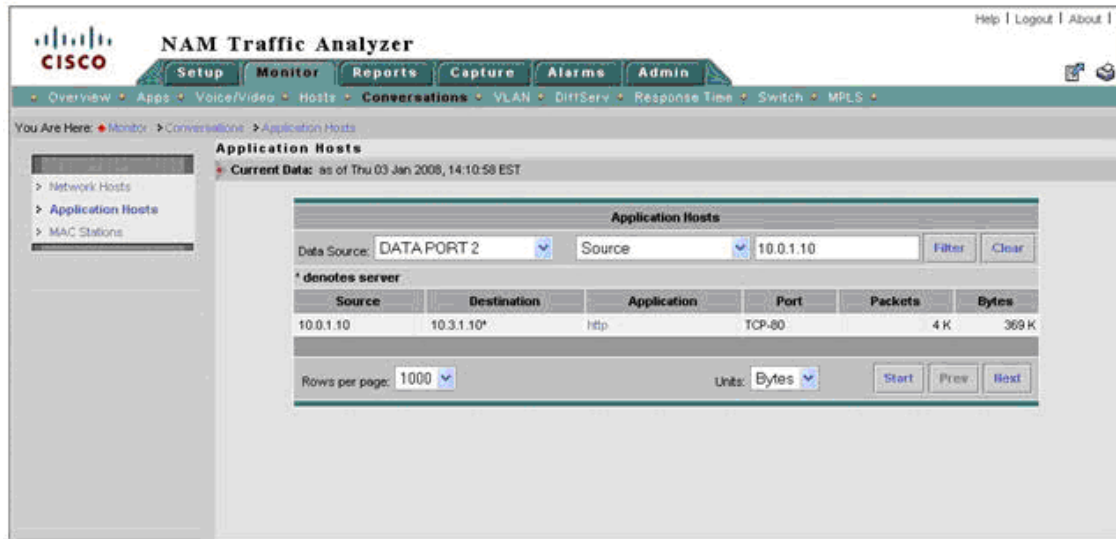 Help | Logout | About |
CISCO
NAM Traffic Analyzer
Setup Monitor Reports Capture Alarms Admin
Overview Apps Voice/Video Hosts Conversations VLAN DiffServ Response Time Switch MPLS
You Are Here: Monitor > Conversations > Application Hosts
Application Hosts
Current Data: as of Thu 03 Jan 2008, 14:10:58 EST
> Network Hosts
> Application Hosts
> MAC Stations
Application Hosts
Data Source: DATA PORT 2 Source 10.0.1.10 Filter Clear
* denotes server
Source Destination Application Port Packets Bytes
10.0.1.10 10.3.1.10* http TCP-80 4 K 369 K
Rows per page: 1000 Units: Bytes Start Prev Next